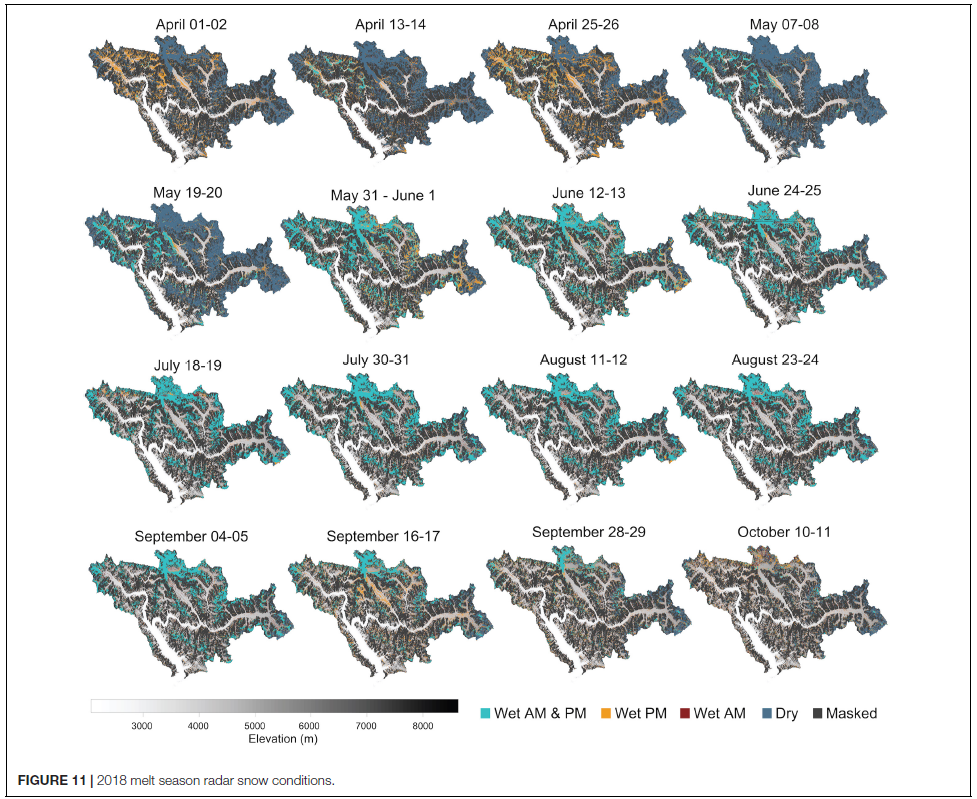 April 01-02 April 13-14 April 25-26 May 07-08
May 19-20 May 31 - June 1 June 12-13 June 24-25
July 18-19 July 30-31 August 11-12 August 23-24
September 04-05 September 16-17 September 28-29 October 10-11
3000 4000 5000 6000 7000 8000
Elevation (m)
Wet AM & PM Wet PM Wet AM Dry Masked
FIGURE 11 | 2018 melt season radar snow conditions.